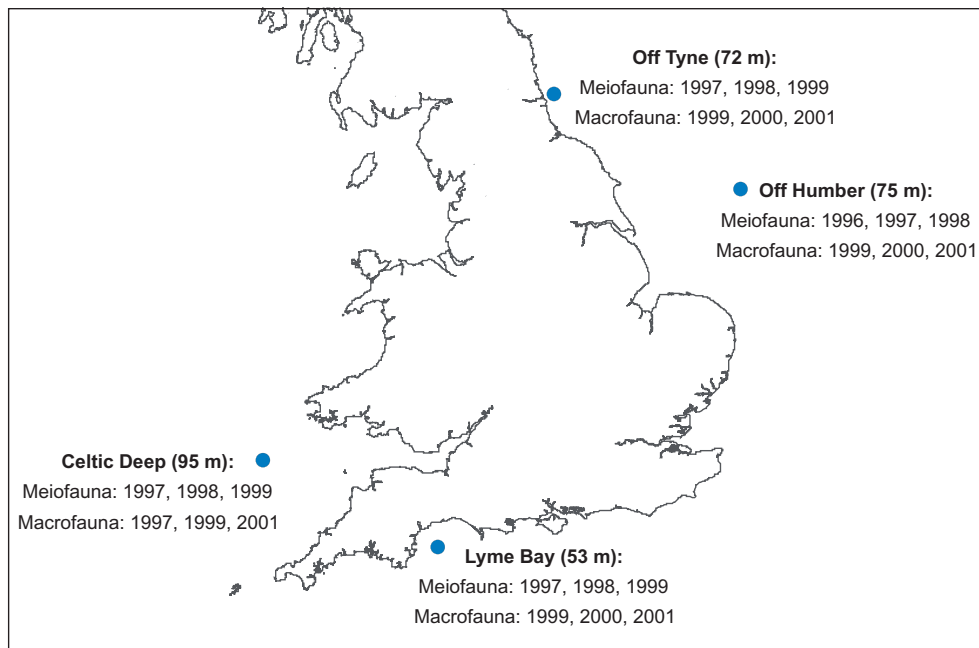 Off Tyne (72 m):
Meiofauna: 1997, 1998, 1999
Macrofauna: 1999, 2000, 2001
Off Humber (75 m):
Meiofauna: 1996, 1997, 1998
Macrofauna: 1999, 2000, 2001
Celtic Deep (95 m):
Meiofauna: 1997, 1998, 1999
Macrofauna: 1997, 1999, 2001
Lyme Bay (53 m):
Meiofauna: 1997, 1998, 1999
Macrofauna: 1999, 2000, 2001